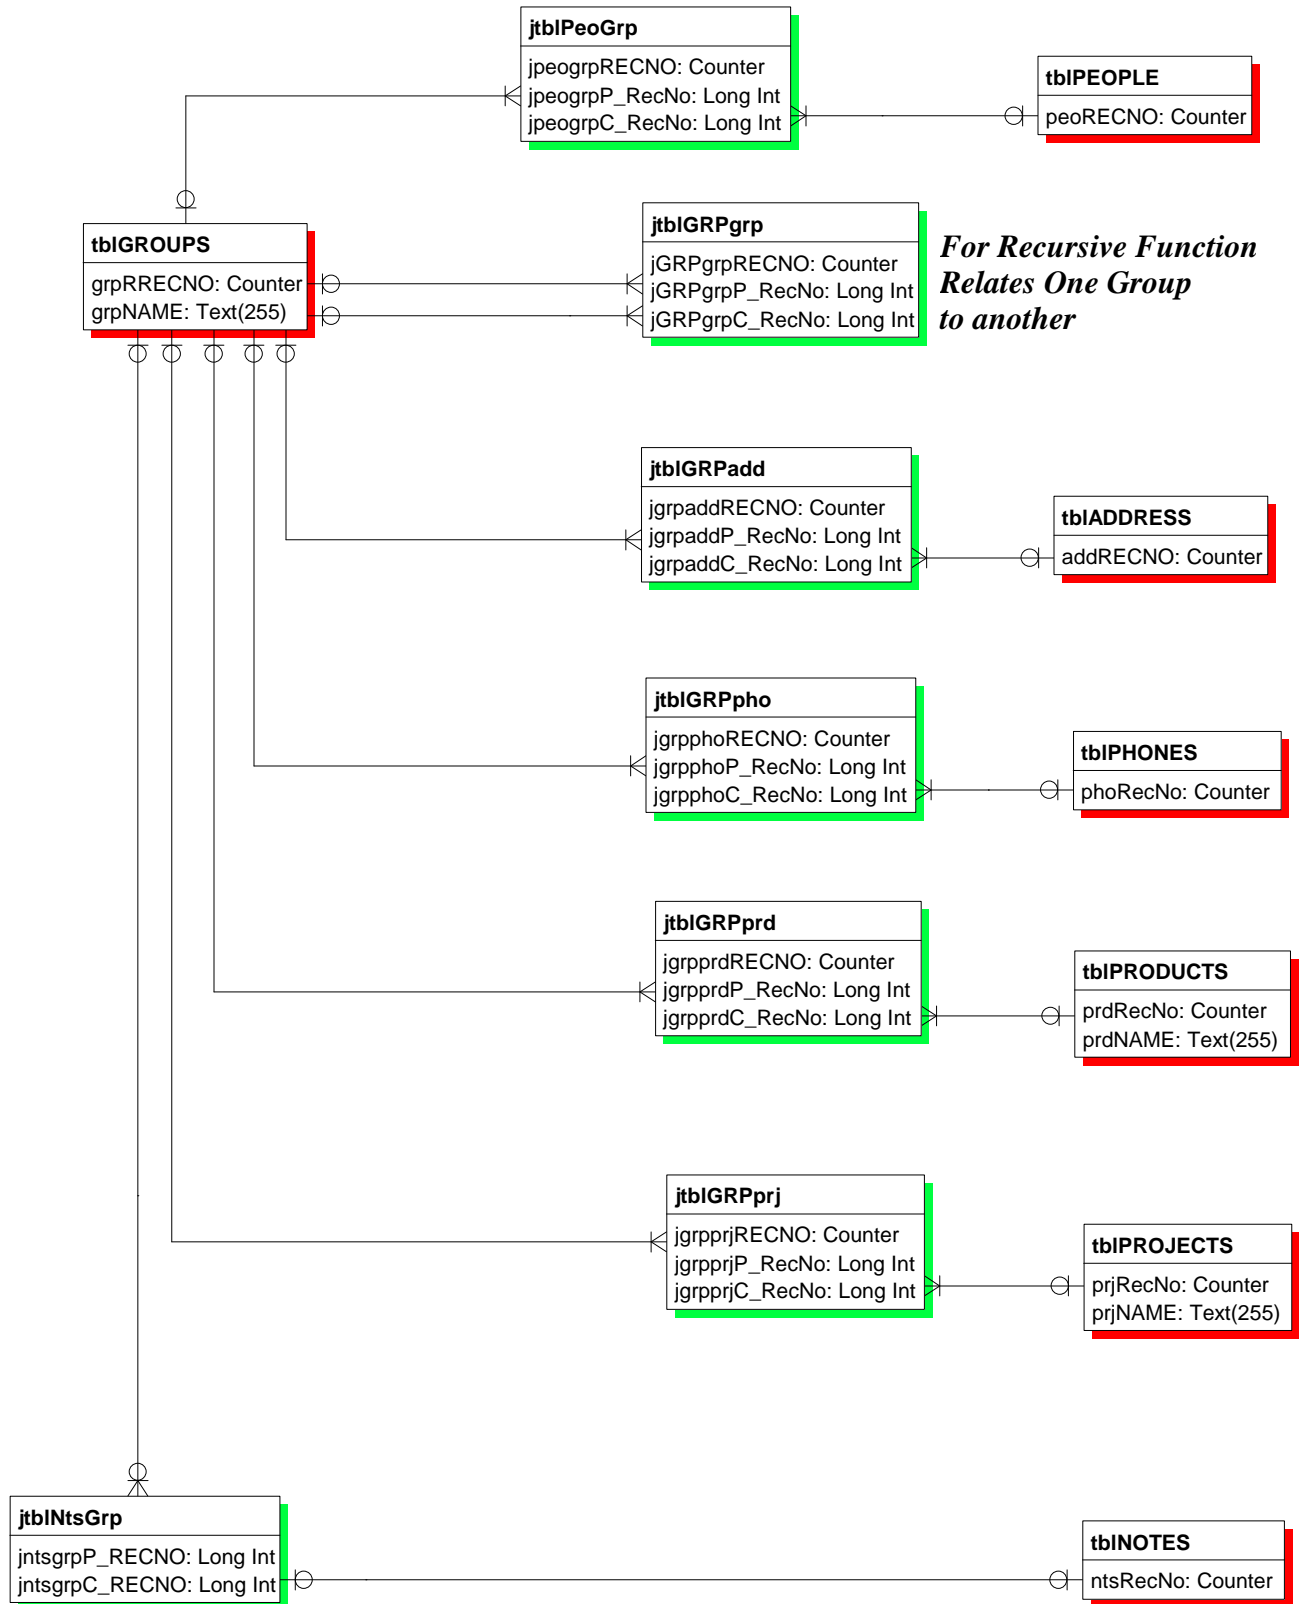 jtblPeoGrp
jpeogrpRECNO: Counter
jpeogrpP_RecNo: Long Int
jpeogrpC_RecNo: Long Int
tblPEOPLE
peoRECNO: Counter
tblGROUPS
grpRRECNO: Counter
grpNAME: Text(255)
jtblGRPgrp
jGRPgrpRECNO: Counter
jGRPgrpP_RecNo: Long Int
jGRPgrpC_RecNo: Long Int
For Recursive Function
Relates One Group
to another
jtblGRPadd
jgrpaddRECNO: Counter
jgrpaddP_RecNo: Long Int
jgrpaddC_RecNo: Long Int
tblADDRESS
addRECNO: Counter
jtblGRPpho
jgrpphoRECNO: Counter
jgrpphoP_RecNo: Long Int
jgrpphoC_RecNo: Long Int
tblPHONES
phoRecNo: Counter
jtblGRPprd
jgrpprdRECNO: Counter
jgrpprdP_RecNo: Long Int
jgrpprdC_RecNo: Long Int
tblPRODUCTS
prdRecNo: Counter
prdNAME: Text(255)
jtblGRPprj
jgrpprjRECNO: Counter
jgrpprjP_RecNo: Long Int
jgrpprjC_RecNo: Long Int
tblPROJECTS
prjRecNo: Counter
prjNAME: Text(255)
jtblNtsGrp
jntsgrpP_RECNO: Long Int
jntsgrpC_RECNO: Long Int
tblNOTES
ntsRecNo: Counter